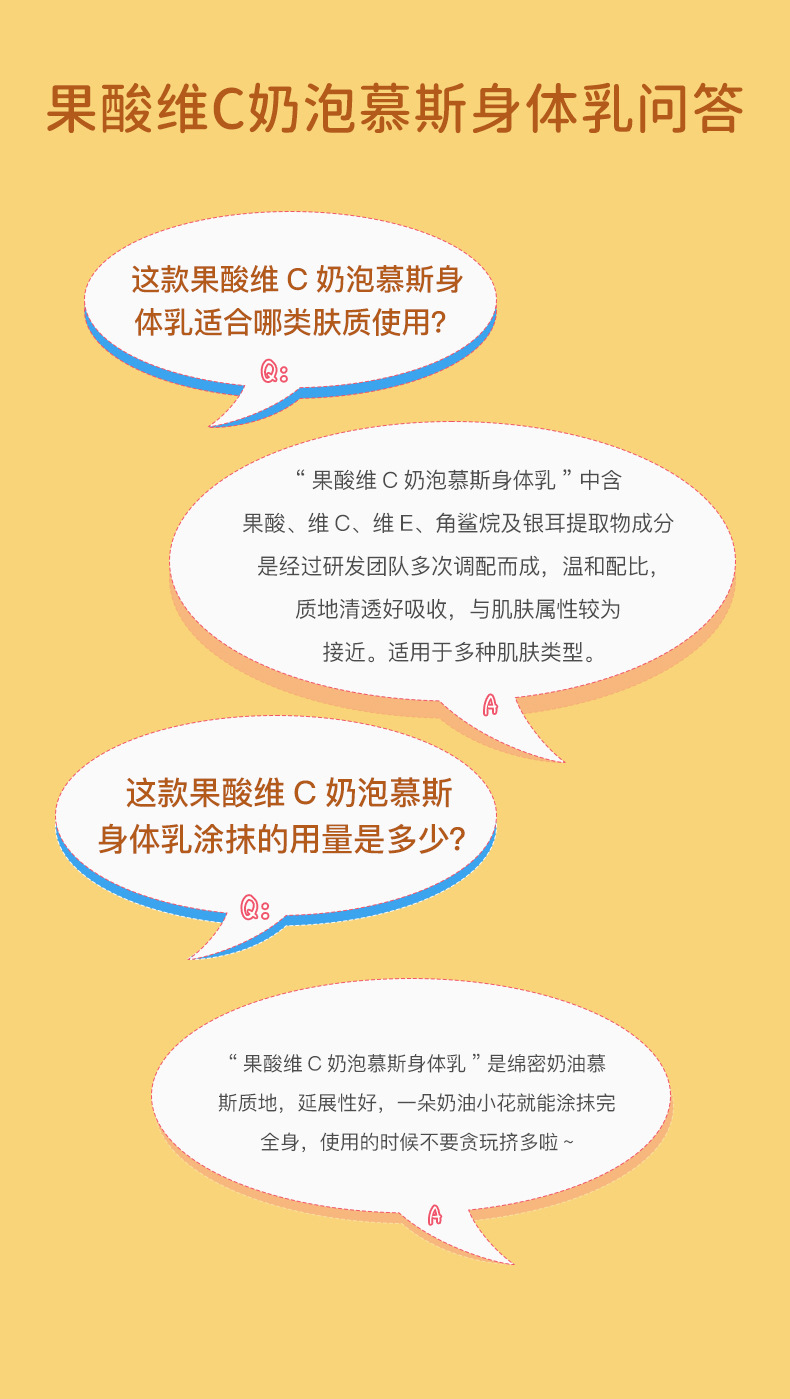 果酸维C奶泡慕斯身体乳问答
这款果酸维 C 奶泡慕斯身
体乳适合哪类肤质使用?
Q:
“ 果酸维 C 奶泡慕斯身体乳 ” 中含
果酸、维 C、维 E、角鲨烷及银耳提取物成分
是经过研发团队多次调配而成，温和配比，
质地清透好吸收，与肌肤属性较为
接近。适用于多种肌肤类型。
A
这款果酸维 C 奶泡慕斯
身体乳涂抹的用量是多少?
Q:
“ 果酸维 C 奶泡慕斯身体乳 ” 是绵密奶油慕
斯质地，延展性好，一朵奶油小花就能涂抹完
全身，使用的时候不要贪玩挤多啦 ~
A